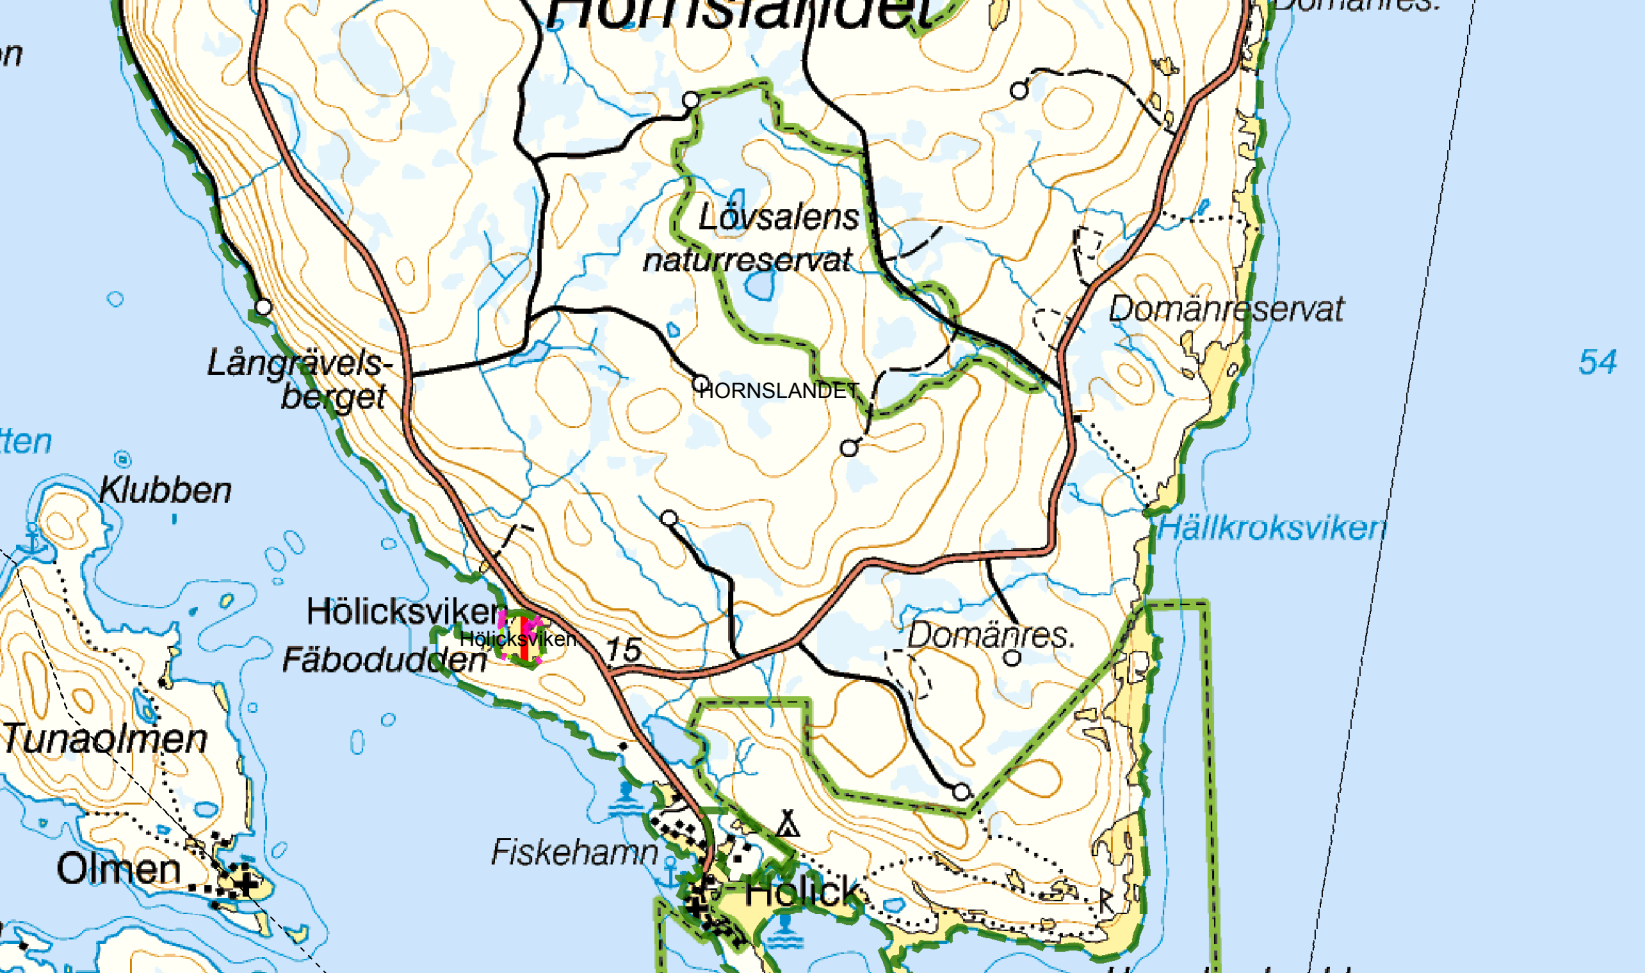 Hornslandet
Domänres.
Lövsalens
naturreservat
Domänreservat
54
Långrävels-
berget
HORNSLANDET
Klubben
Hällkroksviken
Hölicksviken
Hölicksviken
15
Domänres.
Fäbodudden
Tunaolmen
Fiskehamn
Olmen
Hölick
R